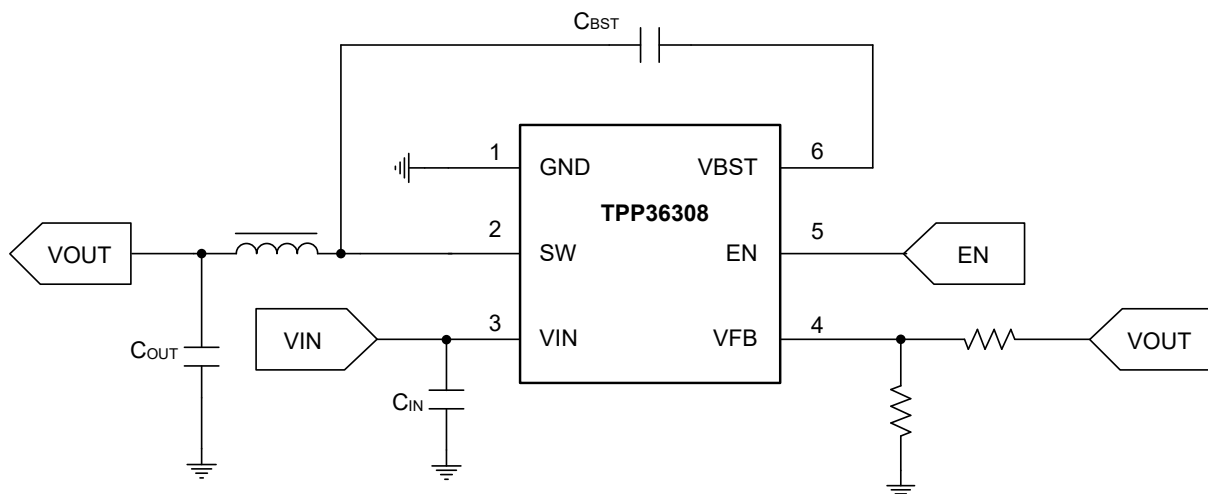 CBST
1
GND
VBST
6
TPP36308
VOUT
2
SW
EN
5
EN
COUT
VIN
3
VIN
VFB
4
VOUT
CIN